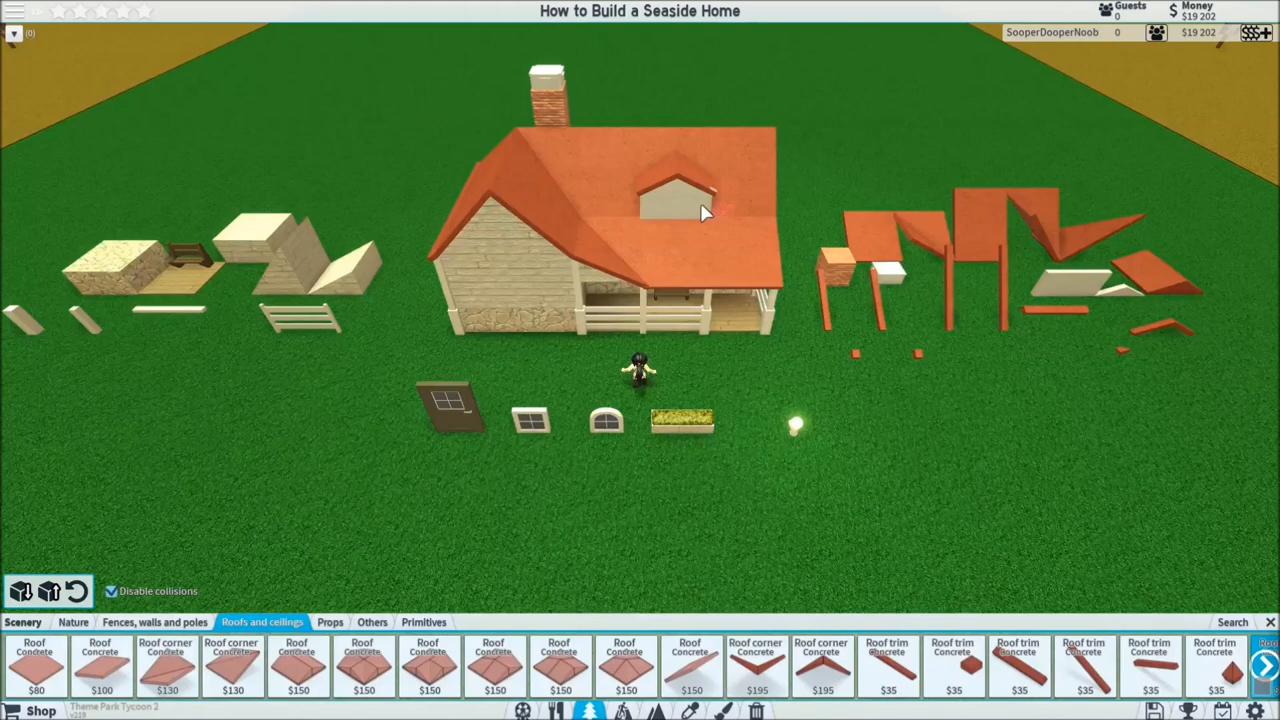 How to Build a Seaside Home
Guests
0
Money
$19 202
(0)
SooperDooperNoob 0 $19 202
Disable collisions
Scenery Nature Fences, walls and poles Roofs and ceilings Props Others Primitives Search
Roof Concrete $80
Roof Concrete $100
Roof corner Concrete $130
Roof corner Concrete $130
Roof Concrete $150
Roof Concrete $150
Roof Concrete $150
Roof Concrete $150
Roof Concrete $150
Roof Concrete $150
Roof Concrete $150
Roof corner Concrete $195
Roof corner Concrete $195
Roof trim Concrete $35
Roof trim Concrete $35
Roof trim Concrete $35
Roof trim Concrete $35
Roof trim Concrete $35
Roof trim Concrete $35
Shop
Theme Park Tycoon 2
v219